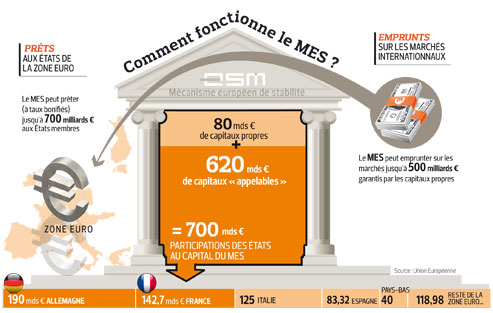 Comment fonctionne le MES ?
PRÊTS
AUX ÉTATS DE
LA ZONE EURO
Le MES peut prêter
(à taux bonifiés)
jusqu'à 700 milliards €
aux États membres
ZONE EURO
OSM
Mécanisme européen de stabilité
80 mds €
de capitaux propres
+
620 mds €
de capitaux « appelables »
= 700 mds €
PARTICIPATIONS DES ÉTATS
AU CAPITAL DU MES
EMPRUNTS
SUR LES MARCHÉS
INTERNATIONAUX
Le MES peut emprunter sur les
marchés jusqu'à 500 milliards €
garantis par les capitaux propres
Source : Union Européenne
190 mds € ALLEMAGNE
142,7 mds € FRANCE
125 ITALIE
83,32 ESPAGNE
PAYS-BAS
40
118,98 RESTE DE LA
ZONE EURO...